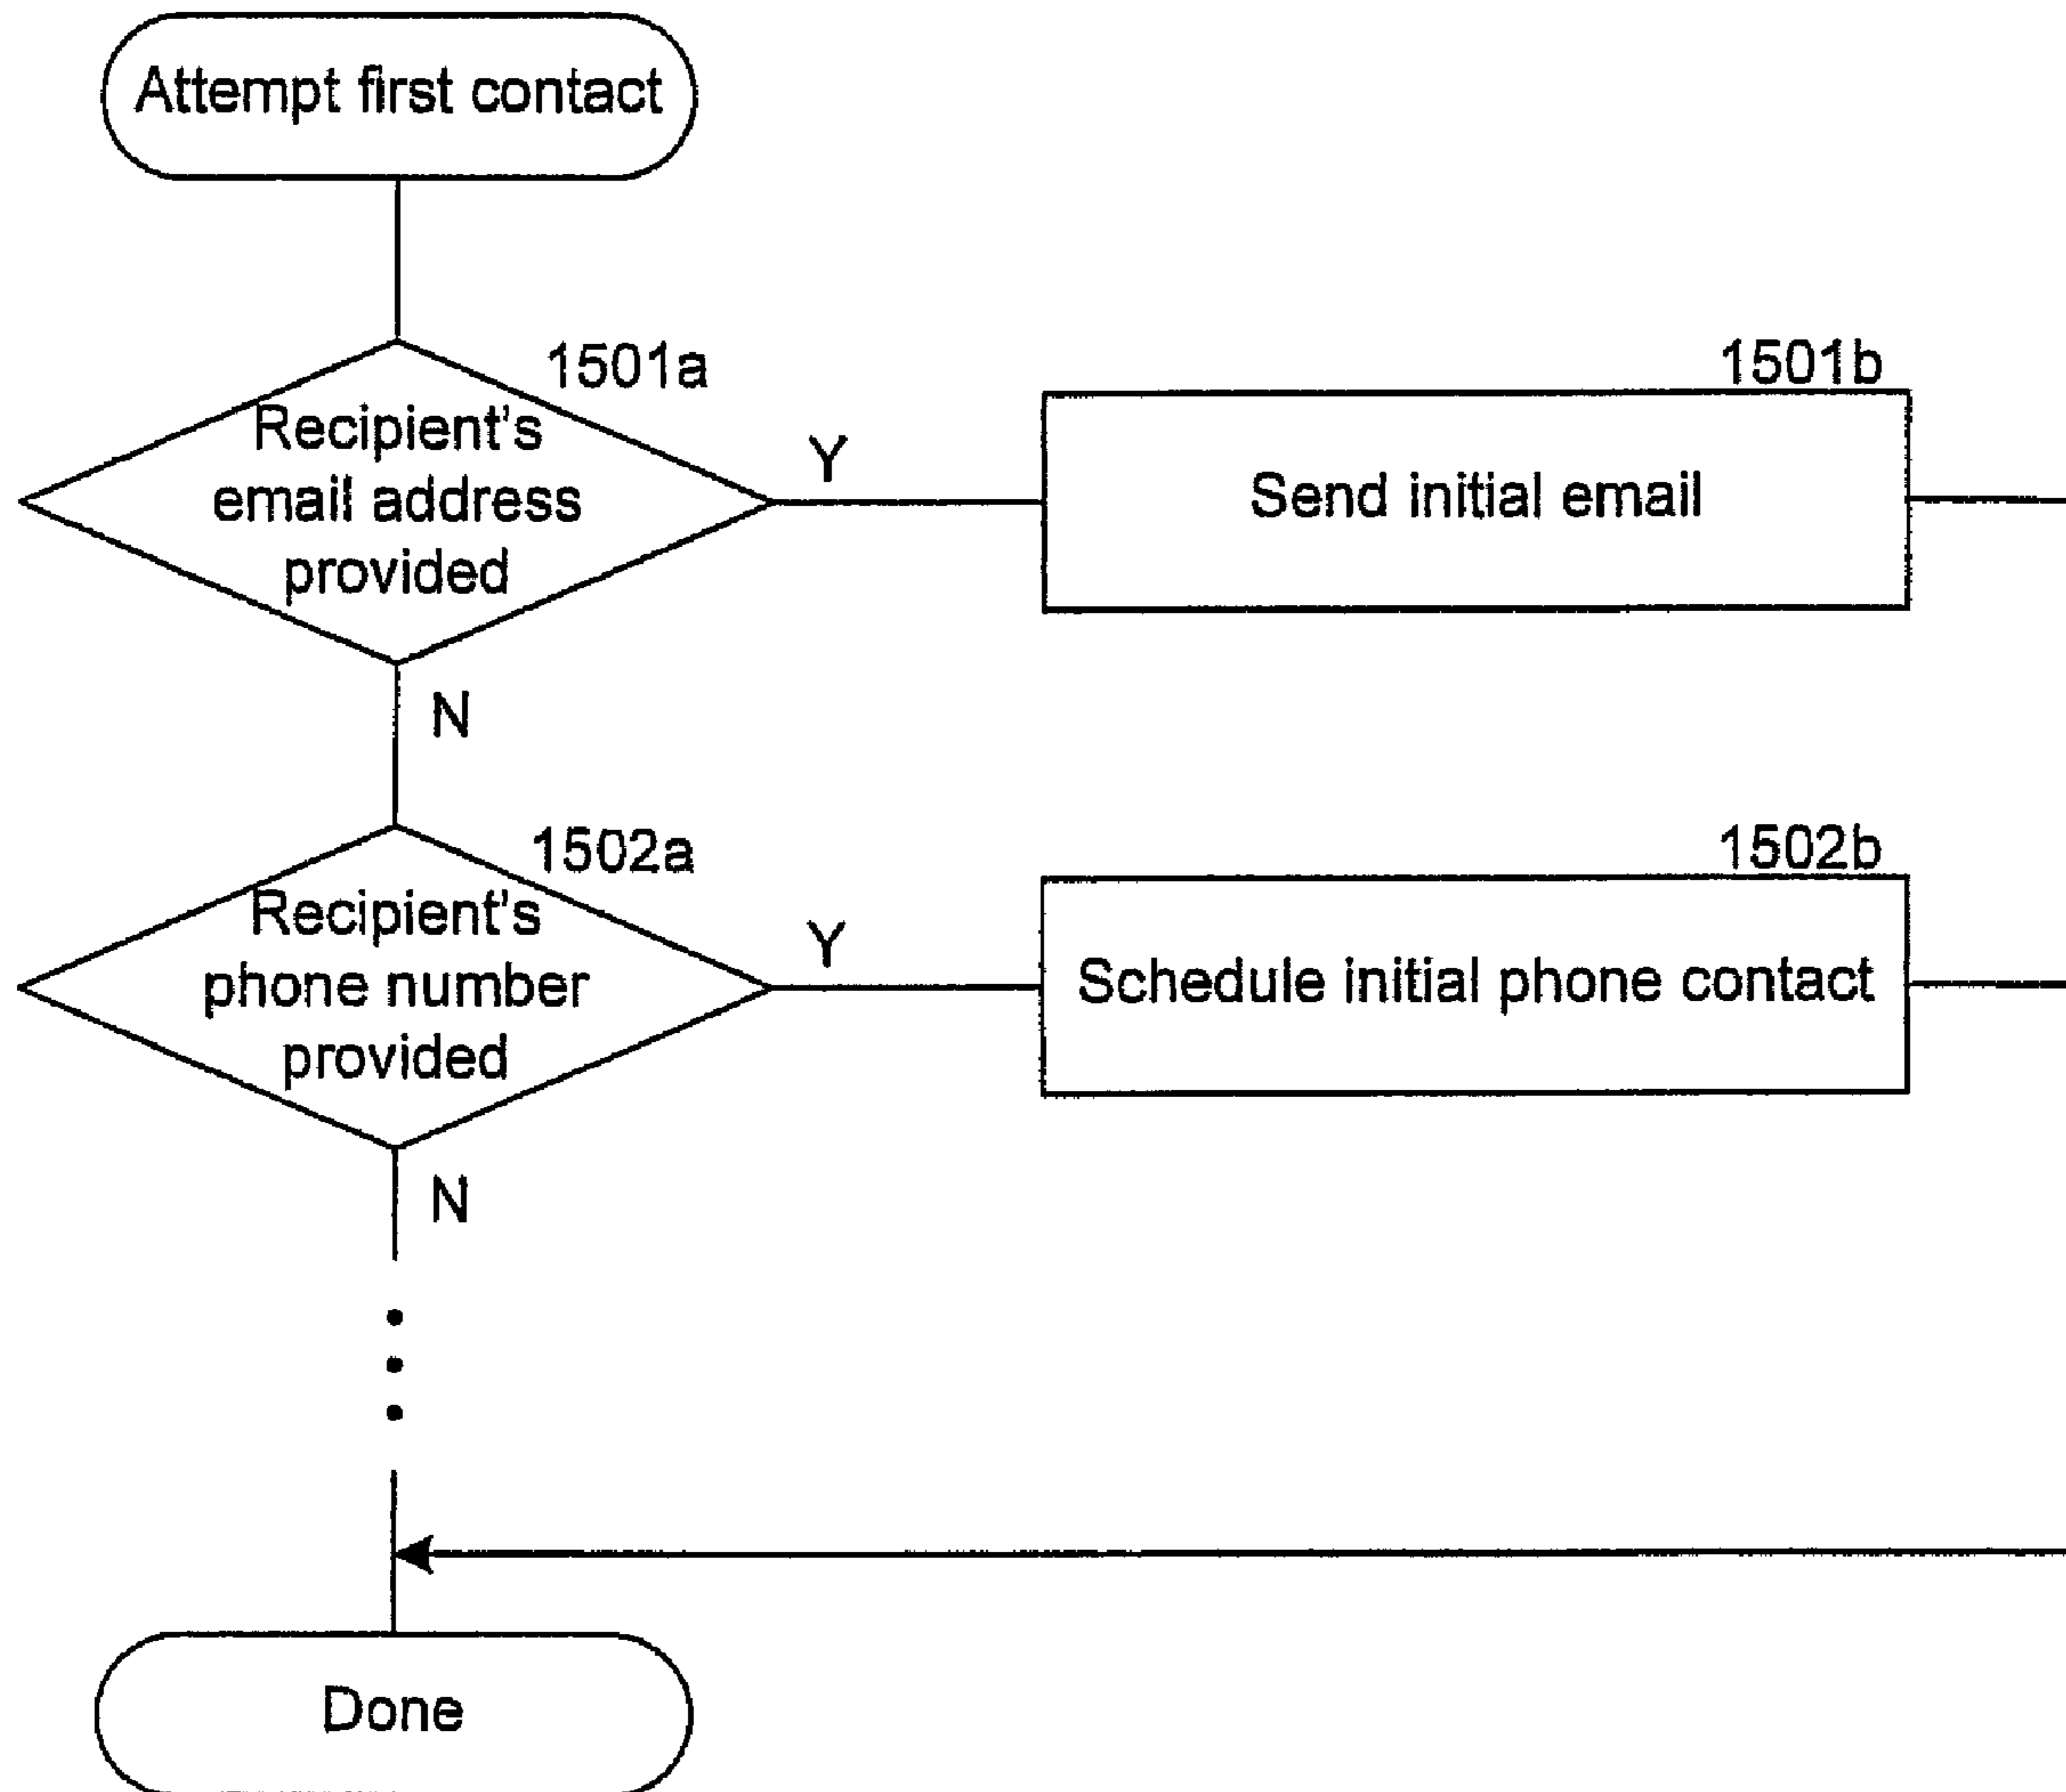 Attempt first contact
1501a
Recipient's
email address
provided
Y
1501b
Send initial email
N
1502a
Recipient's
phone number
provided
Y
1502b
Schedule initial phone contact
N
Done